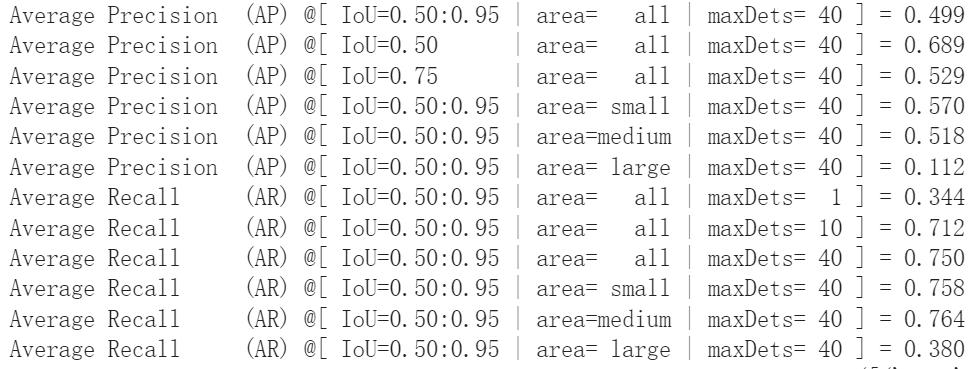 Average Precision (AP) @[ IoU=0.50:0.95 | area= all | maxDets= 40 ] = 0.499
Average Precision (AP) @[ IoU=0.50 | area= all | maxDets= 40 ] = 0.689
Average Precision (AP) @[ IoU=0.75 | area= all | maxDets= 40 ] = 0.529
Average Precision (AP) @[ IoU=0.50:0.95 | area= small | maxDets= 40 ] = 0.570
Average Precision (AP) @[ IoU=0.50:0.95 | area=medium | maxDets= 40 ] = 0.518
Average Precision (AP) @[ IoU=0.50:0.95 | area= large | maxDets= 40 ] = 0.112
Average Recall (AR) @[ IoU=0.50:0.95 | area= all | maxDets= 1 ] = 0.344
Average Recall (AR) @[ IoU=0.50:0.95 | area= all | maxDets= 10 ] = 0.712
Average Recall (AR) @[ IoU=0.50:0.95 | area= all | maxDets= 40 ] = 0.750
Average Recall (AR) @[ IoU=0.50:0.95 | area= small | maxDets= 40 ] = 0.758
Average Recall (AR) @[ IoU=0.50:0.95 | area=medium | maxDets= 40 ] = 0.764
Average Recall (AR) @[ IoU=0.50:0.95 | area= large | maxDets= 40 ] = 0.380